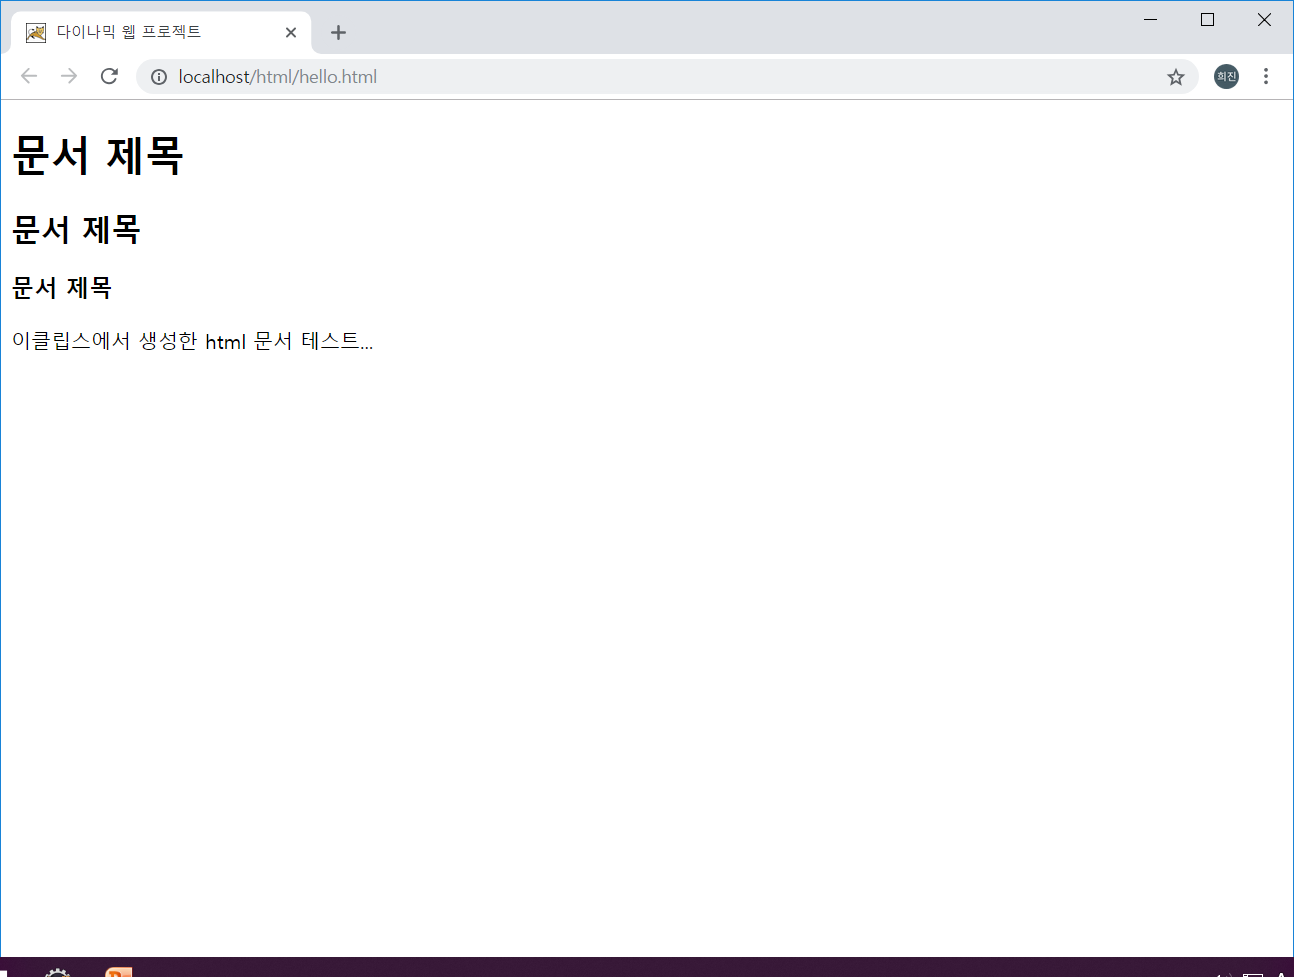 다이나믹 웹 프로젝트
localhost/html/hello.html
희진
문서 제목
문서 제목
문서 제목
이클립스에서 생성한 html 문서 테스트...